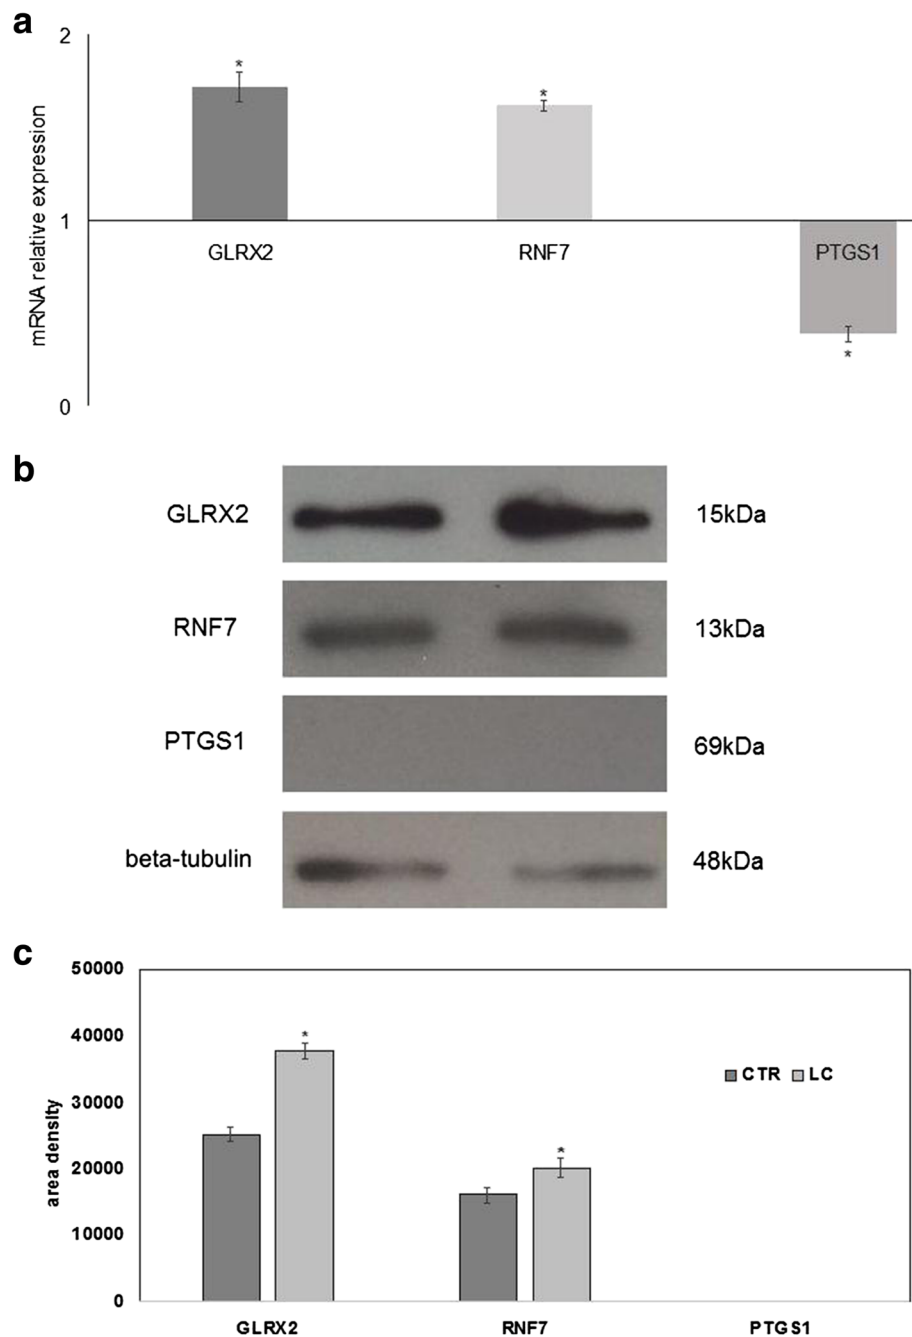 a
2
*
*
1
GLRX2 RNF7 PTGS1
*
mRNA relative expression
0
b
GLRX2 15kDa
RNF7 13kDa
PTGS1 69kDa
beta-tubulin 48kDa
c
50000
40000
*
30000
CTR LC
area density
20000
*
10000
0
GLRX2 RNF7 PTGS1